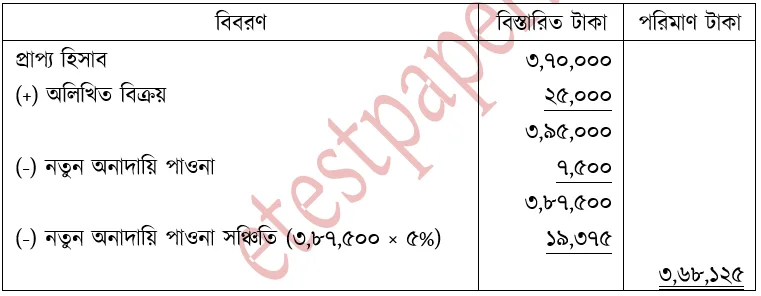 বিবরণ বিস্তারিত টাকা পরিমাণ টাকা
প্রাপ্য হিসাব ৩,৭০,০০০
(+) অলিখিত বিক্রয় ২৫,০০০
৩,৯৫,০০০
(–) নতুন অনাদায়ি পাওনা ৭,৫০০
৩,৮৭,৫০০
(–) নতুন অনাদায়ি পাওনা সঞ্চিতি (৩,৮৭,৫০০ × ৫%) ১৯,৩৭৫
৩,৬৮,১২৫
etestpaper